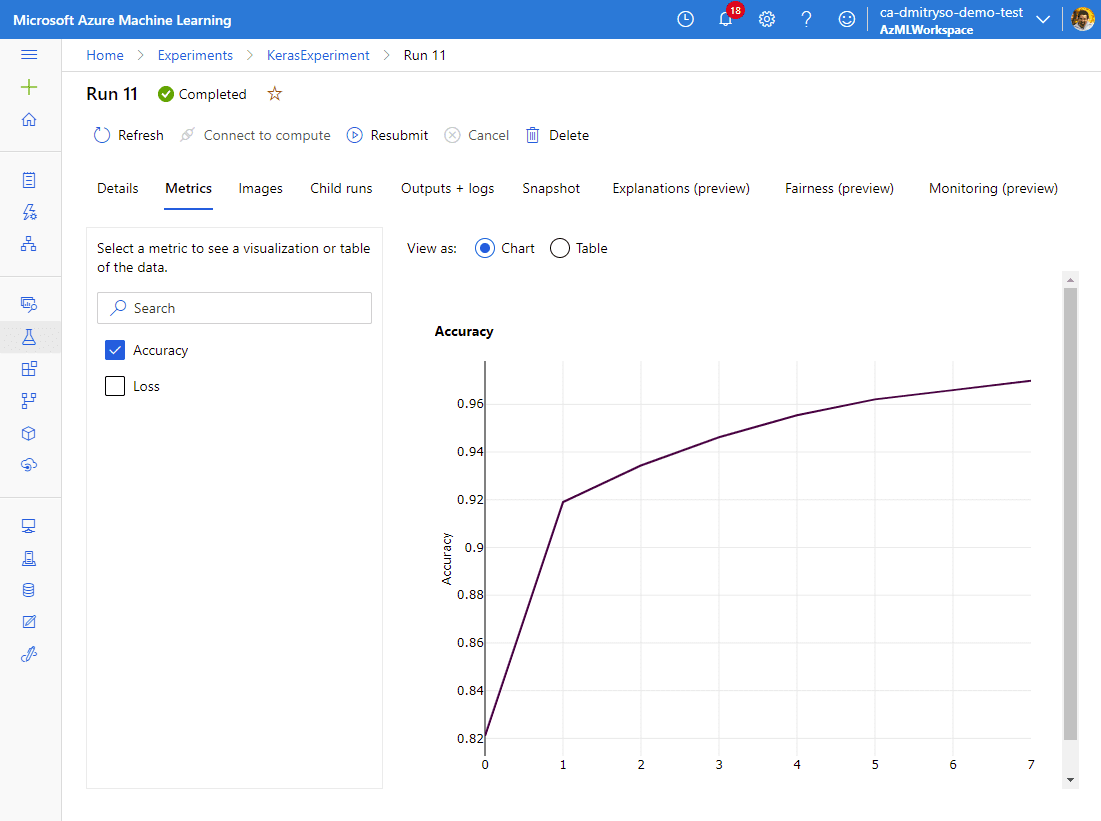 Microsoft Azure Machine Learning
18
ca-dmitryso-demo-test
AzMLWorkspace
Home > Experiments > KerasExperiment > Run 11
Run 11 Completed
Refresh Connect to compute Resubmit Cancel Delete
Details Metrics Images Child runs Outputs + logs Snapshot Explanations (preview) Fairness (preview) Monitoring (preview)
Select a metric to see a visualization or table
of the data.
Search
Accuracy
Loss
View as: Chart Table
Accuracy
Accuracy
0.96
0.94
0.92
0.9
0.88
0.86
0.84
0.82
0 1 2 3 4 5 6 7